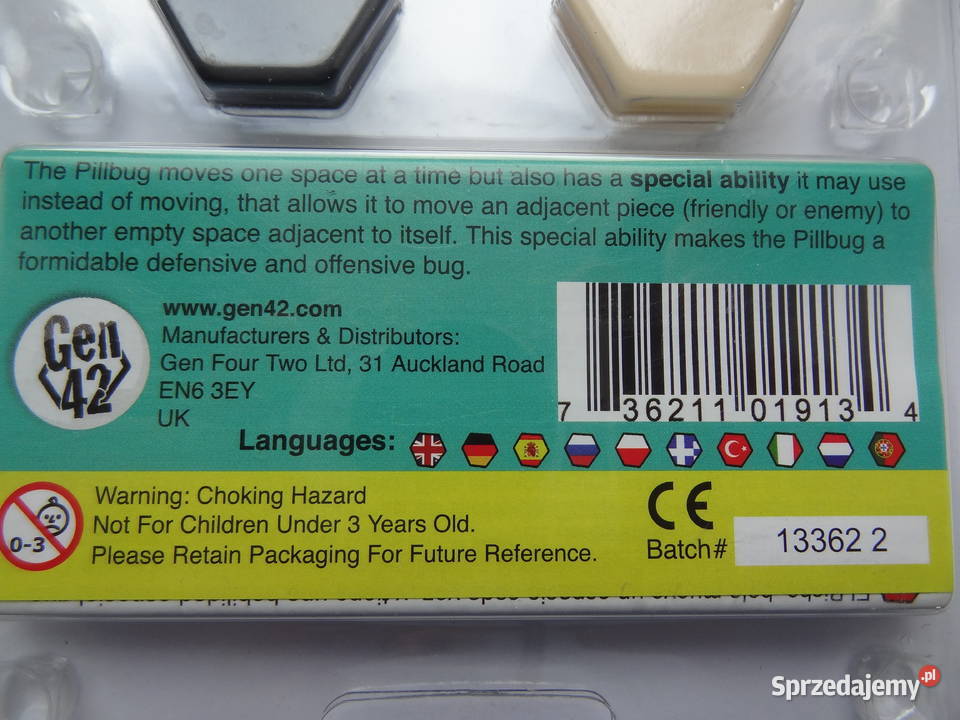 The Pillbug moves one space at a time but also has a special ability it may use
instead of moving, that allows it to move an adjacent piece (friendly or enemy) to
another empty space adjacent to itself. This special ability makes the Pillbug a
formidable defensive and offensive bug.
Gen
42
www.gen42.com
Manufacturers & Distributors:
Gen Four Two Ltd, 31 Auckland Road
EN6 3EY
UK
7 36211 01913 4
Languages:
0-3
Warning: Choking Hazard
Not For Children Under 3 Years Old.
Please Retain Packaging For Future Reference.
CE
Batch# 13362 2
Sprzedajemy.pl